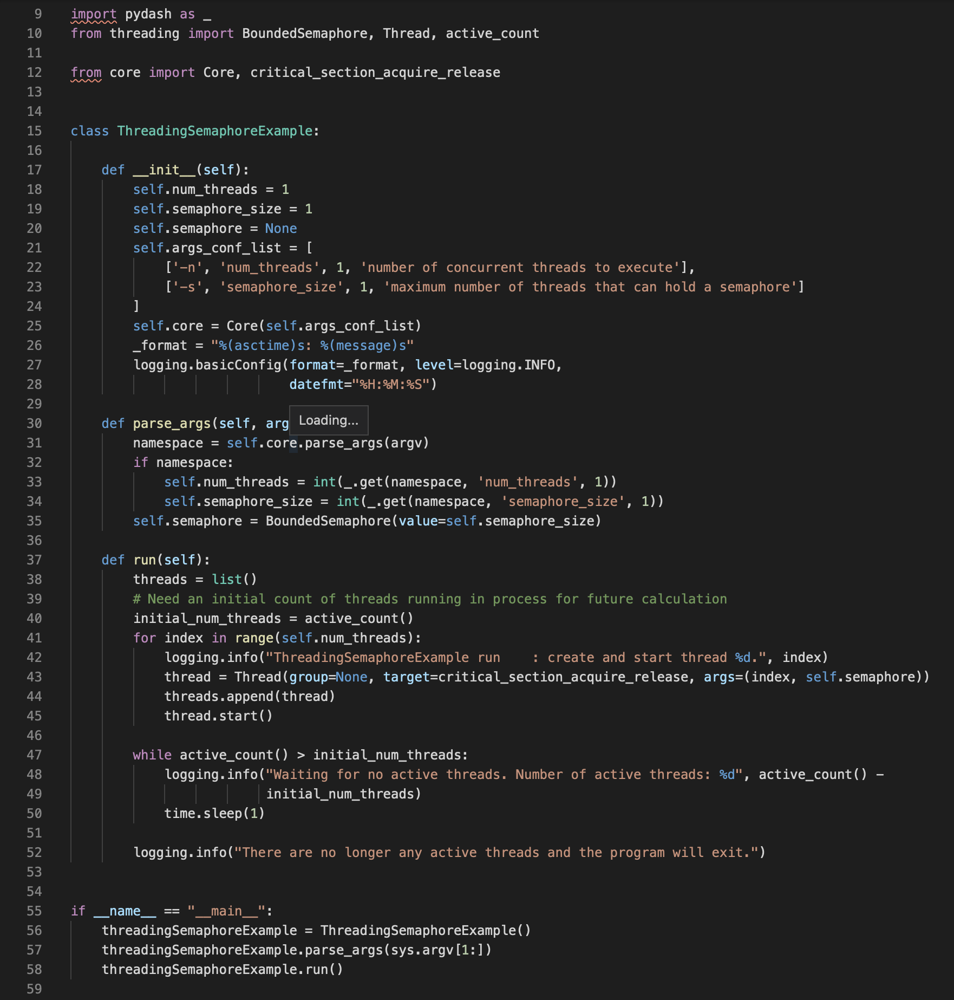 9 import pydash as _
10 from threading import BoundedSemaphore, Thread, active_count
11
12 from core import Core, critical_section_acquire_release
13
14
15 class ThreadingSemaphoreExample:
16
17     def __init__(self):
18         self.num_threads = 1
19         self.semaphore_size = 1
20         self.semaphore = None
21         self.args_conf_list = [
22             ['-n', 'num_threads', 1, 'number of concurrent threads to execute'],
23             ['-s', 'semaphore_size', 1, 'maximum number of threads that can hold a semaphore']
24         ]
25         self.core = Core(self.args_conf_list)
26         _format = "%(asctime)s: %(message)s"
27         logging.basicConfig(format=_format, level=logging.INFO,
28                             datefmt="%H:%M:%S")
29
30     def parse_args(self, arg
Loading...
31         namespace = self.core.parse_args(argv)
32         if namespace:
33             self.num_threads = int(_.get(namespace, 'num_threads', 1))
34             self.semaphore_size = int(_.get(namespace, 'semaphore_size', 1))
35         self.semaphore = BoundedSemaphore(value=self.semaphore_size)
36
37     def run(self):
38         threads = list()
39         # Need an initial count of threads running in process for future calculation
40         initial_num_threads = active_count()
41         for index in range(self.num_threads):
42             logging.info("ThreadingSemaphoreExample run    : create and start thread %d.", index)
43             thread = Thread(group=None, target=critical_section_acquire_release, args=(index, self.semaphore))
44             threads.append(thread)
45             thread.start()
46
47         while active_count() > initial_num_threads:
48             logging.info("Waiting for no active threads. Number of active threads: %d", active_count() -
49                          initial_num_threads)
50             time.sleep(1)
51
52         logging.info("There are no longer any active threads and the program will exit.")
53
54
55 if __name__ == "__main__":
56     threadingSemaphoreExample = ThreadingSemaphoreExample()
57     threadingSemaphoreExample.parse_args(sys.argv[1:])
58     threadingSemaphoreExample.run()
59